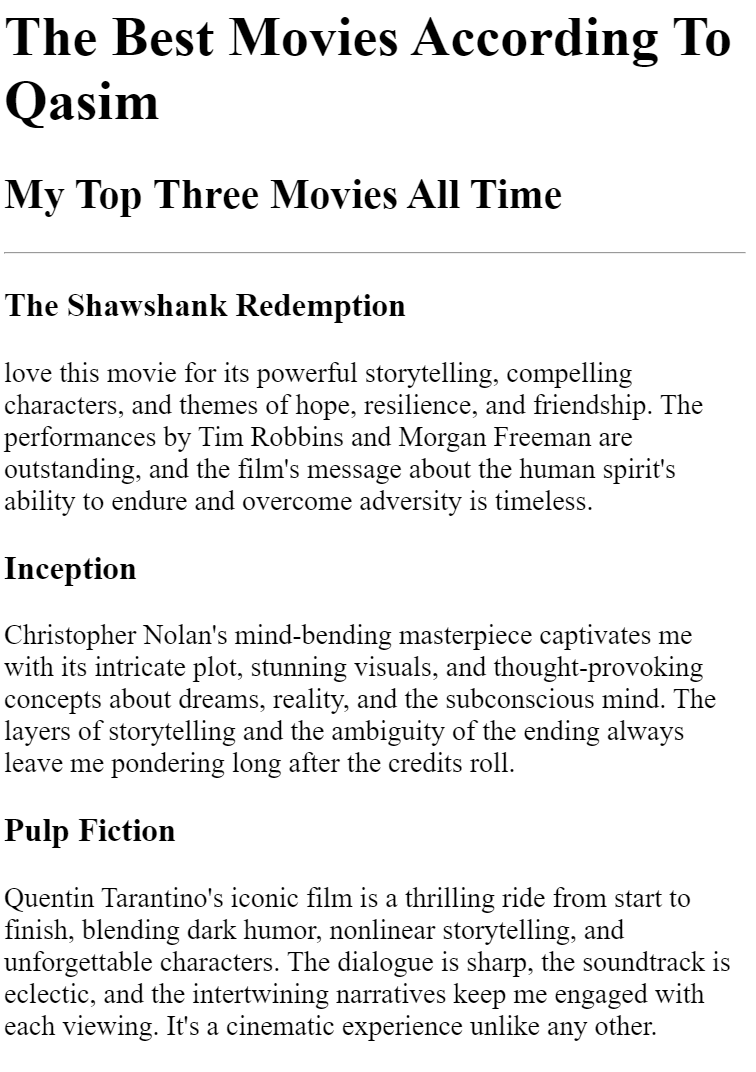 The Best Movies According To
Qasim
My Top Three Movies All Time
The Shawshank Redemption
love this movie for its powerful storytelling, compelling
characters, and themes of hope, resilience, and friendship. The
performances by Tim Robbins and Morgan Freeman are
outstanding, and the film's message about the human spirit's
ability to endure and overcome adversity is timeless.
Inception
Christopher Nolan's mind-bending masterpiece captivates me
with its intricate plot, stunning visuals, and thought-provoking
concepts about dreams, reality, and the subconscious mind. The
layers of storytelling and the ambiguity of the ending always
leave me pondering long after the credits roll.
Pulp Fiction
Quentin Tarantino's iconic film is a thrilling ride from start to
finish, blending dark humor, nonlinear storytelling, and
unforgettable characters. The dialogue is sharp, the soundtrack is
eclectic, and the intertwining narratives keep me engaged with
each viewing. It's a cinematic experience unlike any other.